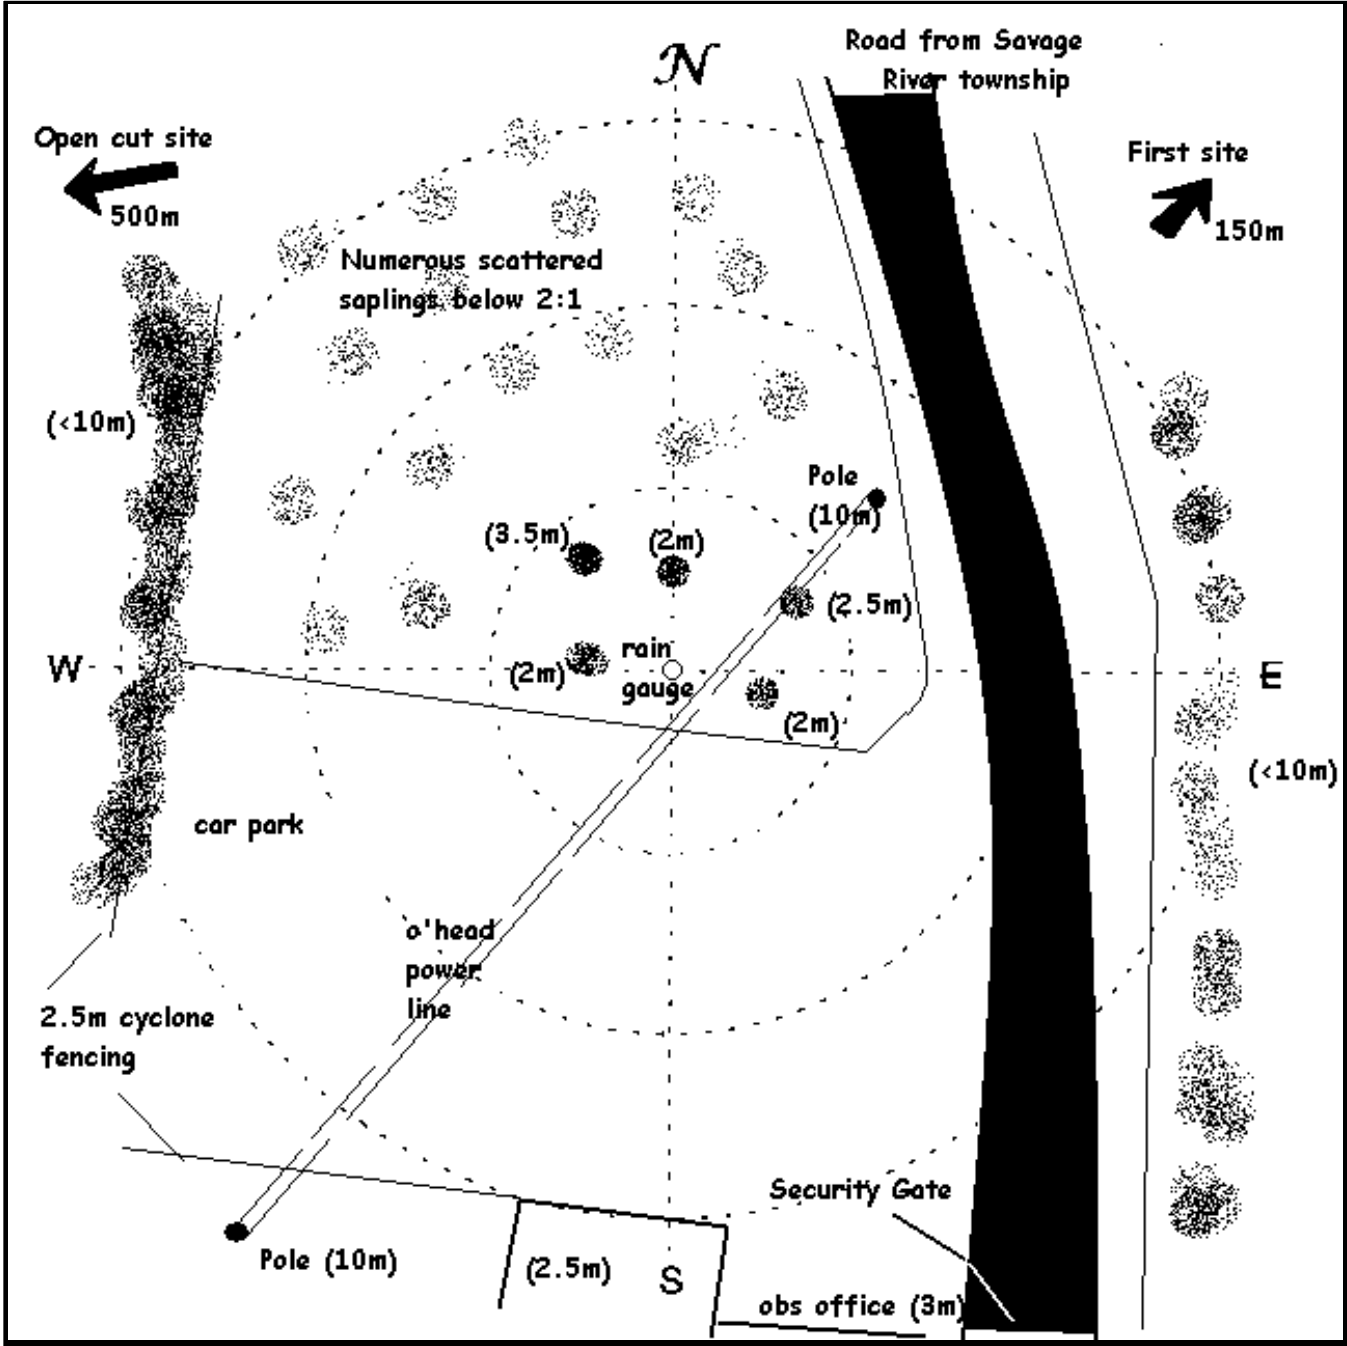 N
Road from Savage
River township
Open cut site
500m
First site
150m
Numerous scattered
saplings below 2:1
(<10m)
Pole
(10m)
(3.5m)
(2m)
(2.5m)
W
rain
gauge
(2m)
(2m)
E
(<10m)
car park
o'head
power
line
2.5m cyclone
fencing
Security Gate
Pole (10m)
(2.5m)
S
obs office (3m)